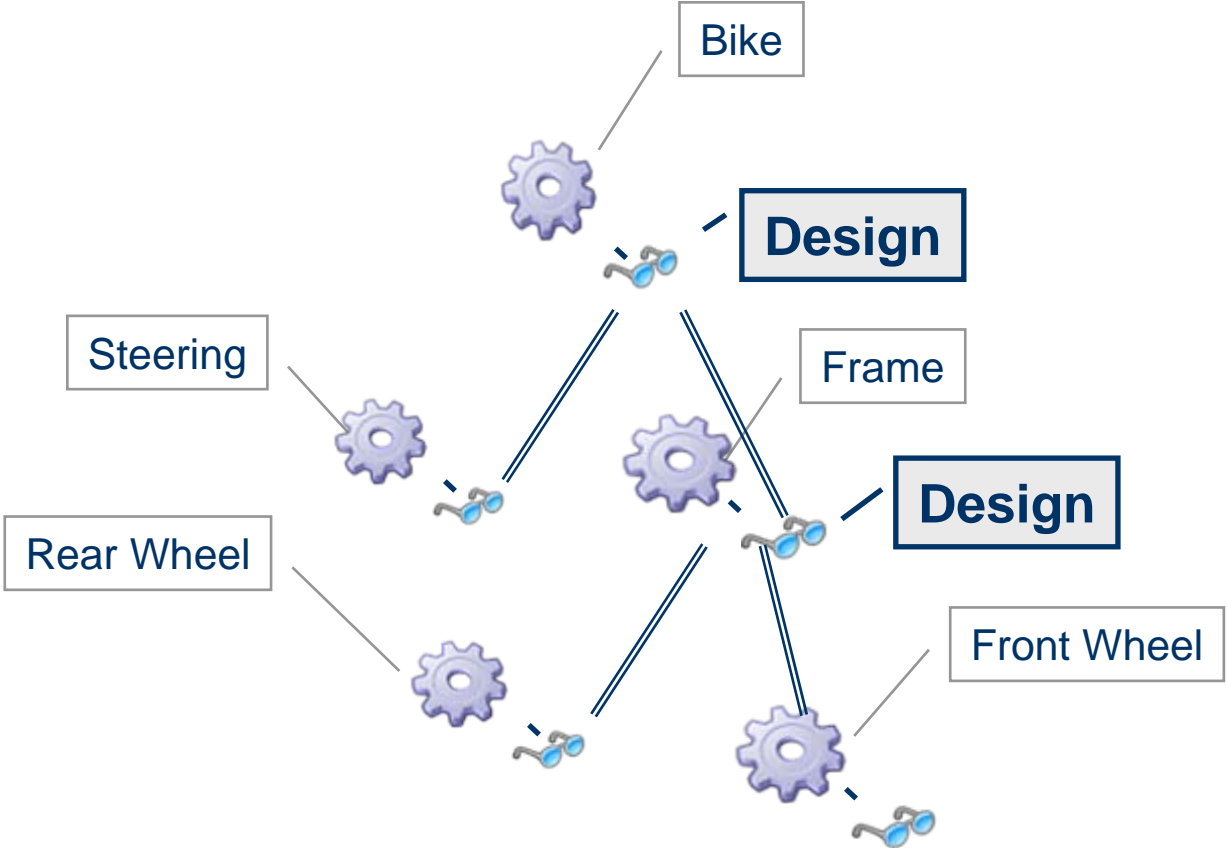 Bike
Design
Steering
Frame
Design
Rear Wheel
Front Wheel